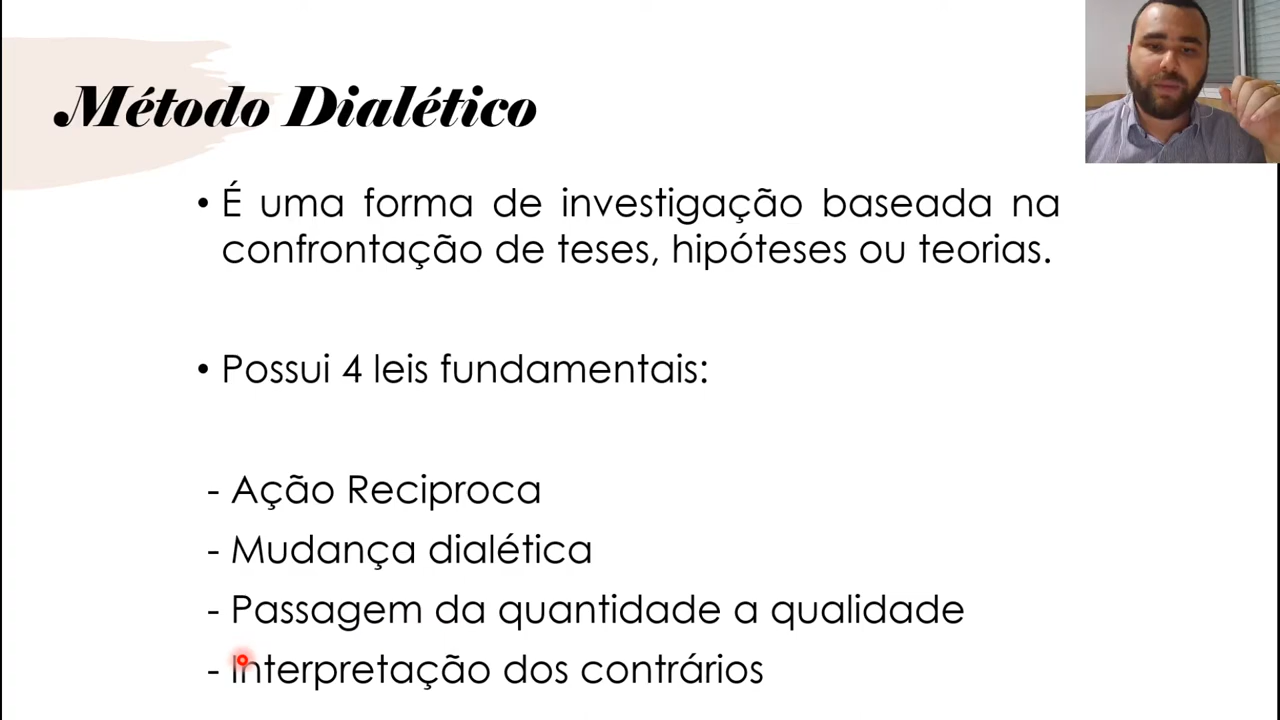 Método Dialético
• É uma forma de investigação baseada na
confrontação de teses, hipóteses ou teorias.
• Possui 4 leis fundamentais:
- Ação Reciproca
- Mudança dialética
- Passagem da quantidade a qualidade
- Interpretação dos contrários